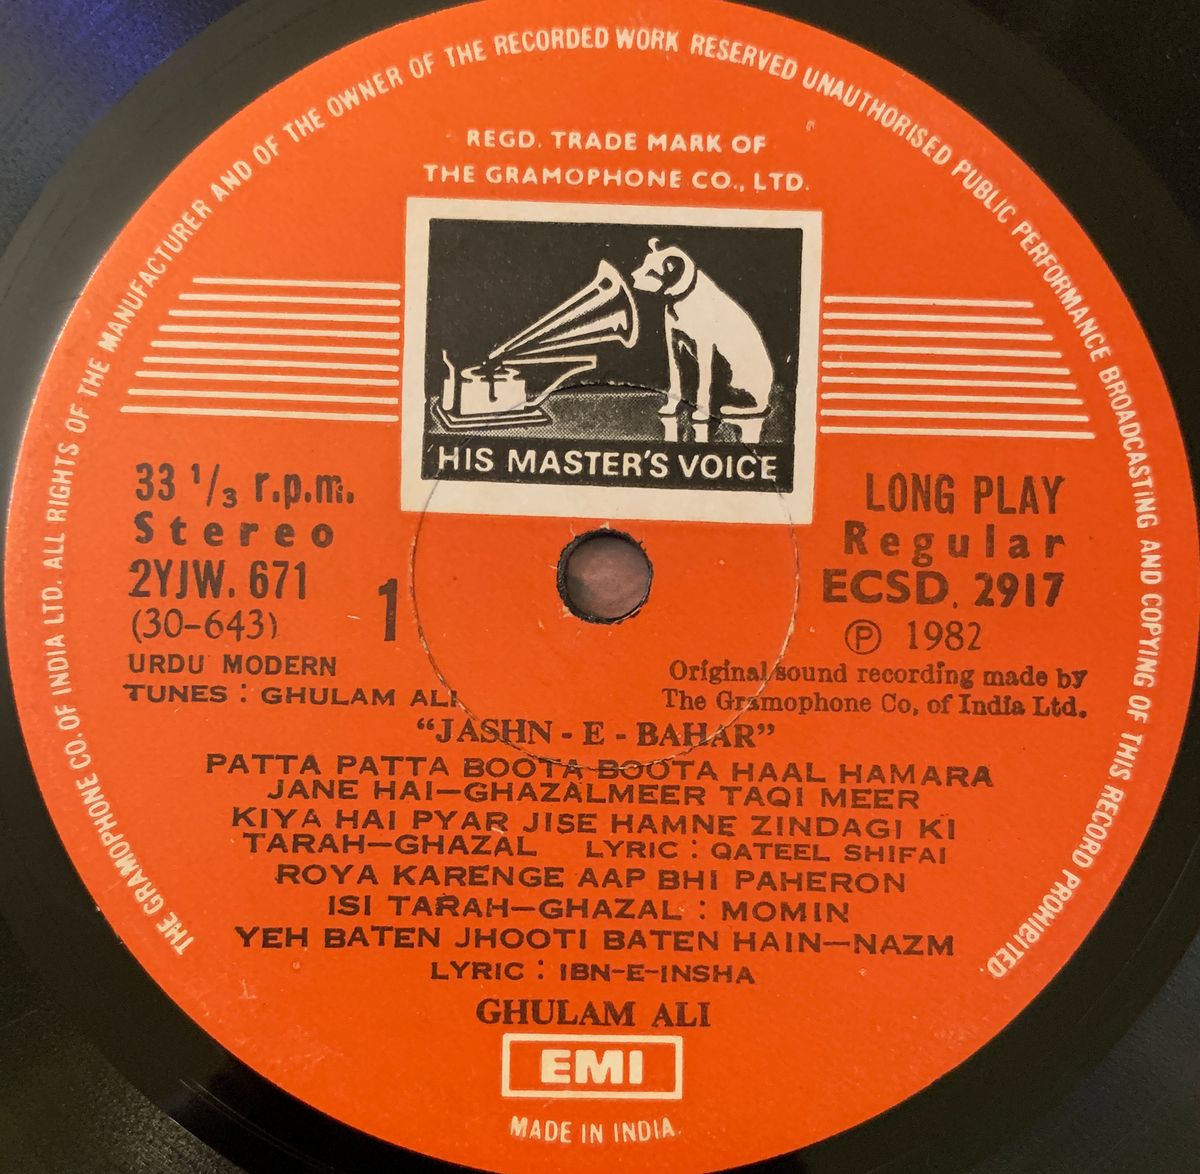 THE GRAMOPHONE CO. OF INDIA LTD. ALL RIGHTS OF THE MANUFACTURER AND OF THE OWNER OF THE RECORDED WORK RESERVED UNAUTHORISED PUBLIC PERFORMANCE BROADCASTING AND COPYING OF THIS RECORD PROHIBITED.
REGD. TRADE MARK OF
THE GRAMOPHONE CO., LTD.
HIS MASTER'S VOICE
33 1/3 r.p.m.
Stereo
2YJW. 671
(30-643)
1
URDU MODERN
TUNES : GHULAM ALI
LONG PLAY
Regular
ECSD. 2917
Ⓟ 1982
Original sound recording made by
The Gramophone Co. of India Ltd.
"JASHN - E - BAHAR"
PATTA PATTA BOOTA BOOTA HAAL HAMARA
JANE HAI—GHAZALMEER TAQI MEER
KIYA HAI PYAR JISE HAMNE ZINDAGI KI
TARAH—GHAZAL LYRIC : QATEEL SHIFAI
ROYA KARENGE AAP BHI PAHERON
ISI TARAH—GHAZAL : MOMIN
YEH BATEN JHOOTI BATEN HAIN—NAZM
LYRIC : IBN-E-INSHA
GHULAM ALI
EMI
MADE IN INDIA